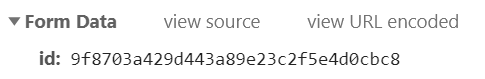 ▼ Form Data view source view URL encoded
id: 9f8703a429d443a89e23c2f5e4d0cbc8